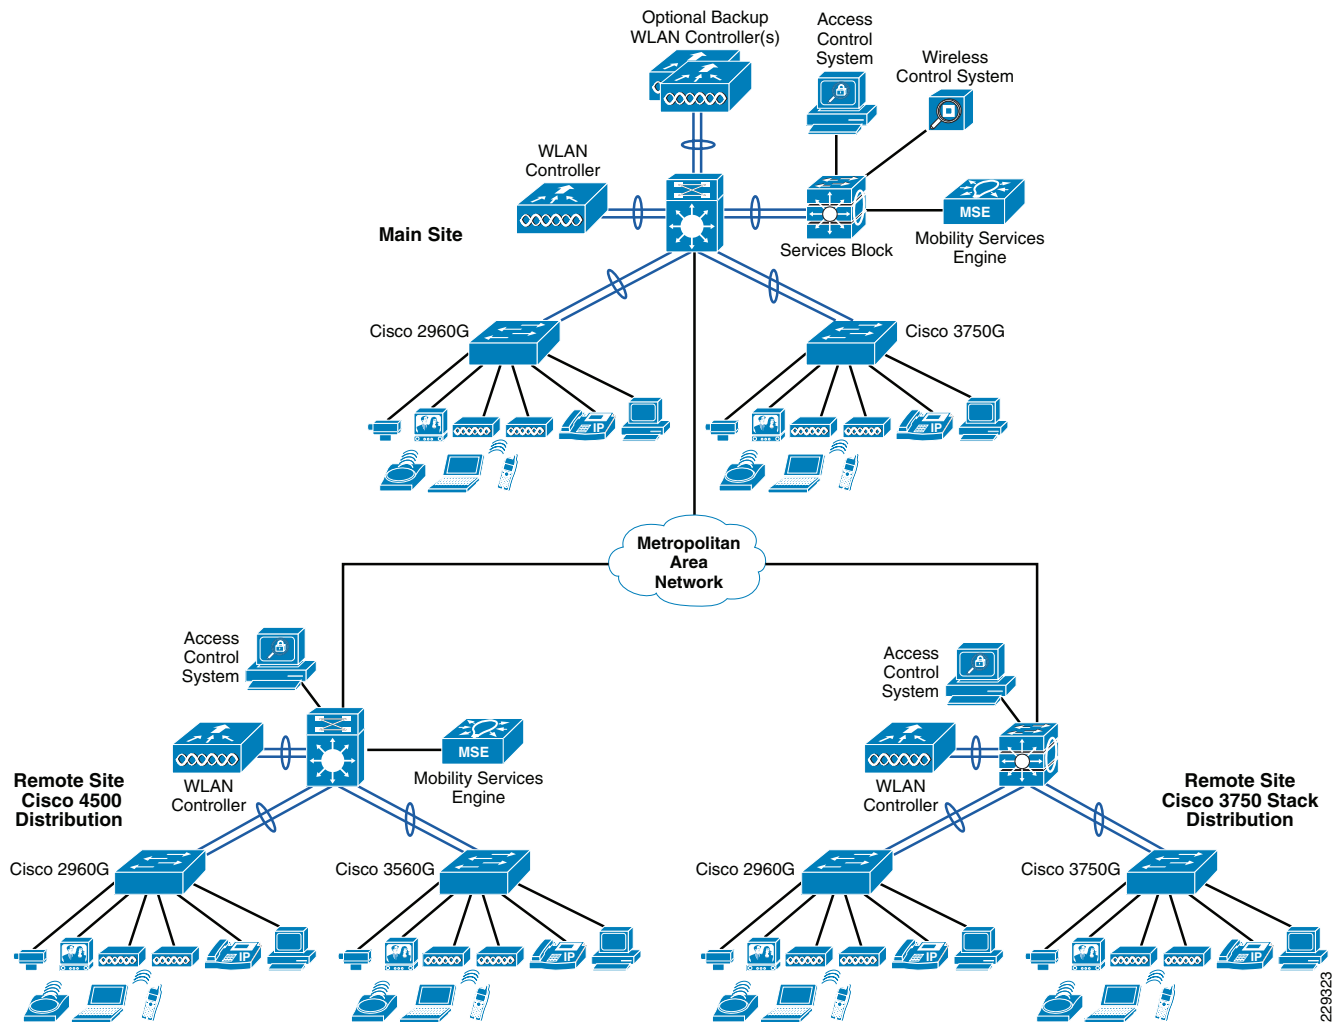 Optional Backup
WLAN Controller(s)
Access
Control
System
Wireless
Control System
WLAN
Controller
MSE
Main Site
Services Block
Mobility Services
Engine
Cisco 2960G
Cisco 3750G
IP
IP
Metropolitan
Area
Network
Access
Control
System
Access
Control
System
MSE
WLAN
Controller
Mobility Services
Engine
WLAN
Controller
Remote Site
Cisco 4500
Distribution
Remote Site
Cisco 3750 Stack
Distribution
Cisco 2960G
Cisco 3560G
Cisco 2960G
Cisco 3750G
IP
IP
IP
IP
229323